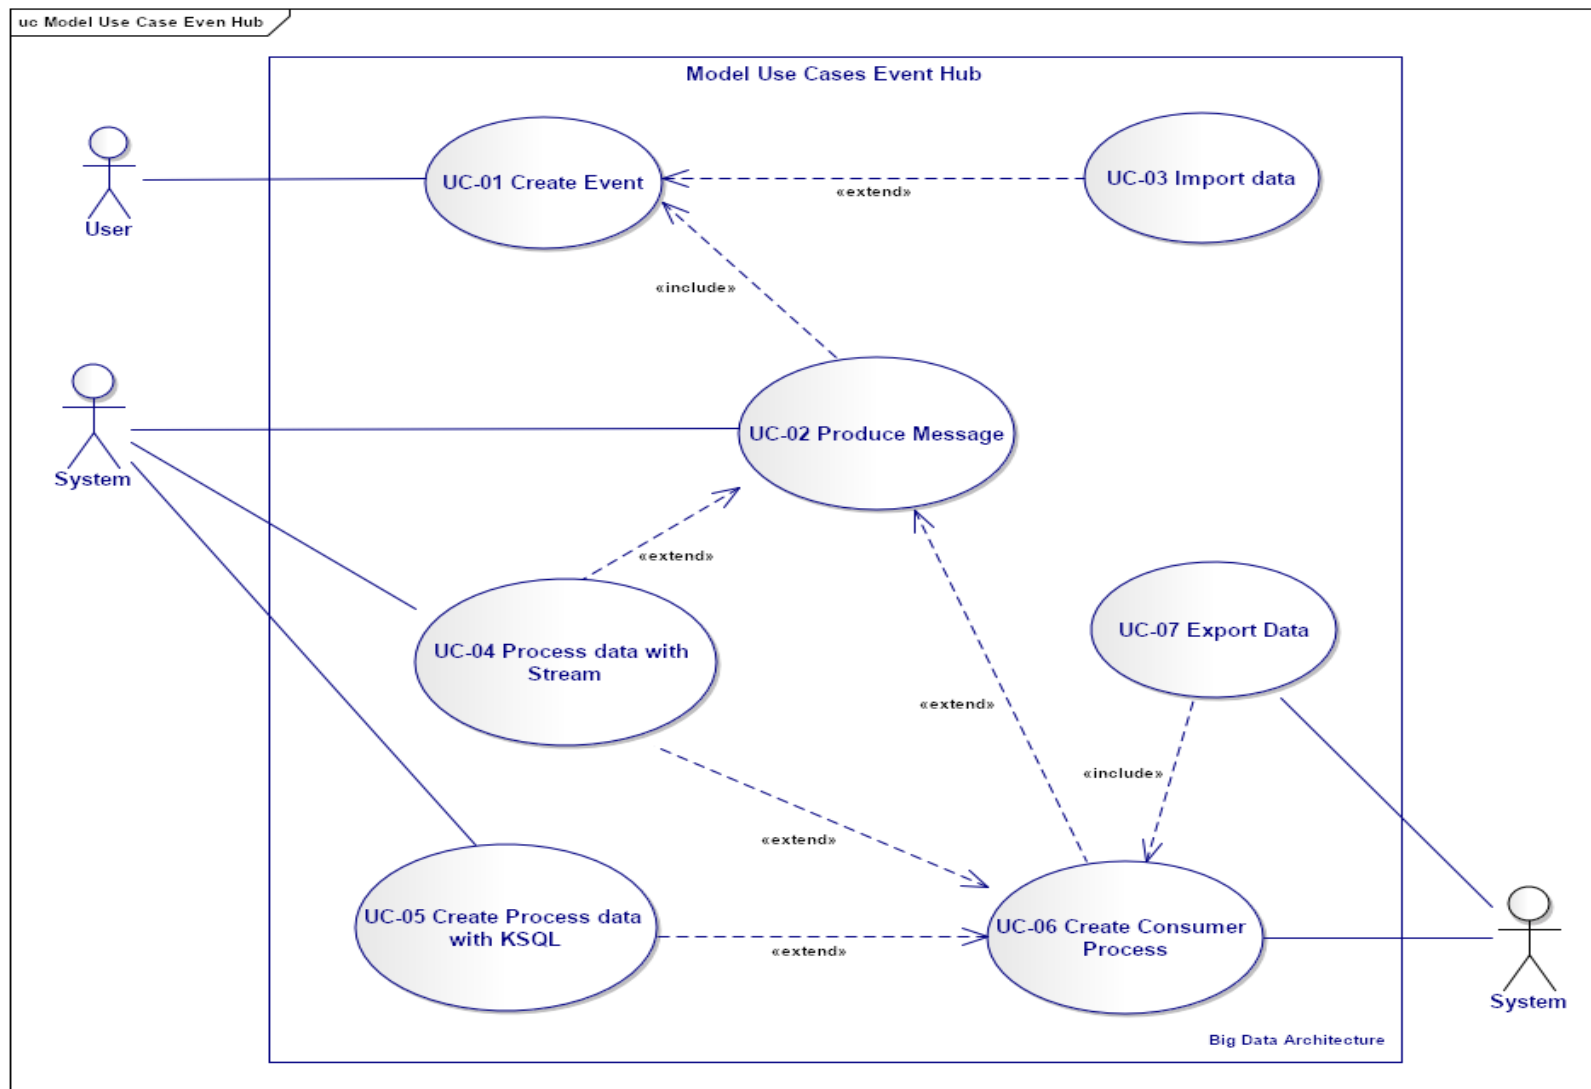 uc Model Use Case Even Hub
Model Use Cases Event Hub
UC-01 Create Event
UC-03 Import data
«extend»
User
«include»
UC-02 Produce Message
System
«extend»
UC-07 Export Data
UC-04 Process data with
Stream
«extend»
«include»
«extend»
UC-05 Create Process data
with KSQL
UC-06 Create Consumer
Process
«extend»
System
Big Data Architecture